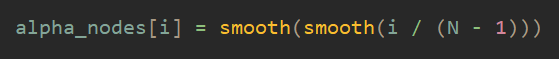 alpha_nodes[i] = smooth(smooth(i / (N - 1)))